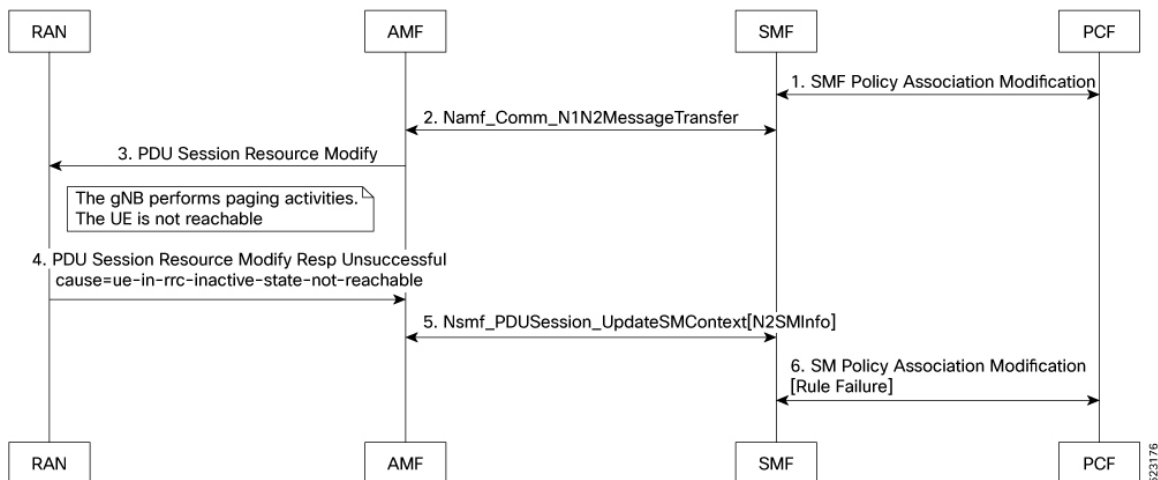 RAN
AMF
SMF
PCF
1. SMF Policy Association Modification
2. Namf_Comm_N1N2MessageTransfer
3. PDU Session Resource Modify
The gNB performs paging activities.
The UE is not reachable
4. PDU Session Resource Modify Resp Unsuccessful
cause=ue-in-rrc-inactive-state-not-reachable
5. Nsmf_PDUSession_UpdateSMContext[N2SMInfo]
6. SM Policy Association Modification
[Rule Failure]
RAN
AMF
SMF
PCF